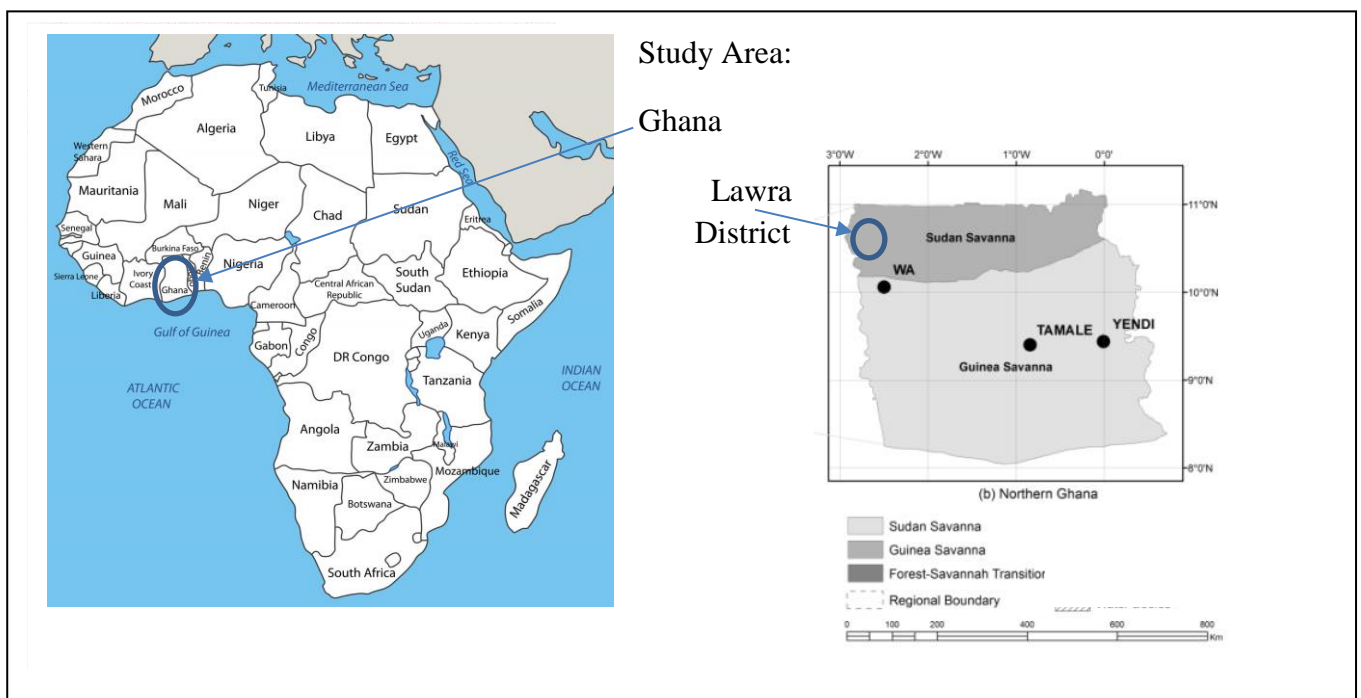 Study Area:
Ghana
Mediterranean Sea
Morocco
Tunisia
Algeria
Libya
Egypt
Western
Sahara
Red Sea
Mauritania
Mali
Niger
Chad
Sudan
Eritrea
Senegal
Burkina Faso
Guinea
Benin
Nigeria
Sierra Leone
Ivory
Coast
Ghana
Liberia
Central African
Republic
South
Sudan
Ethiopia
Somalia
Cameroon
Gulf of Guinea
Gabon
Congo
Uganda
Kenya
DR Congo
Tanzania
ATLANTIC
OCEAN
INDIAN
OCEAN
Angola
Zambia
Malawi
Mozambique
Namibia
Zimbabwe
Botswana
Madagascar
South Africa
Lawra
District
3°0'W
2°0'W
1°0'W
0°0'
11°0'N
10°0'N
9°0'N
8°0'N
Sudan Savanna
WA
TAMALE
YENDI
Guinea Savanna
(b) Northern Ghana
Sudan Savanna
Guinea Savanna
Forest-Savannah Transition
Regional Boundary
0 100 200 400 600 800
Km